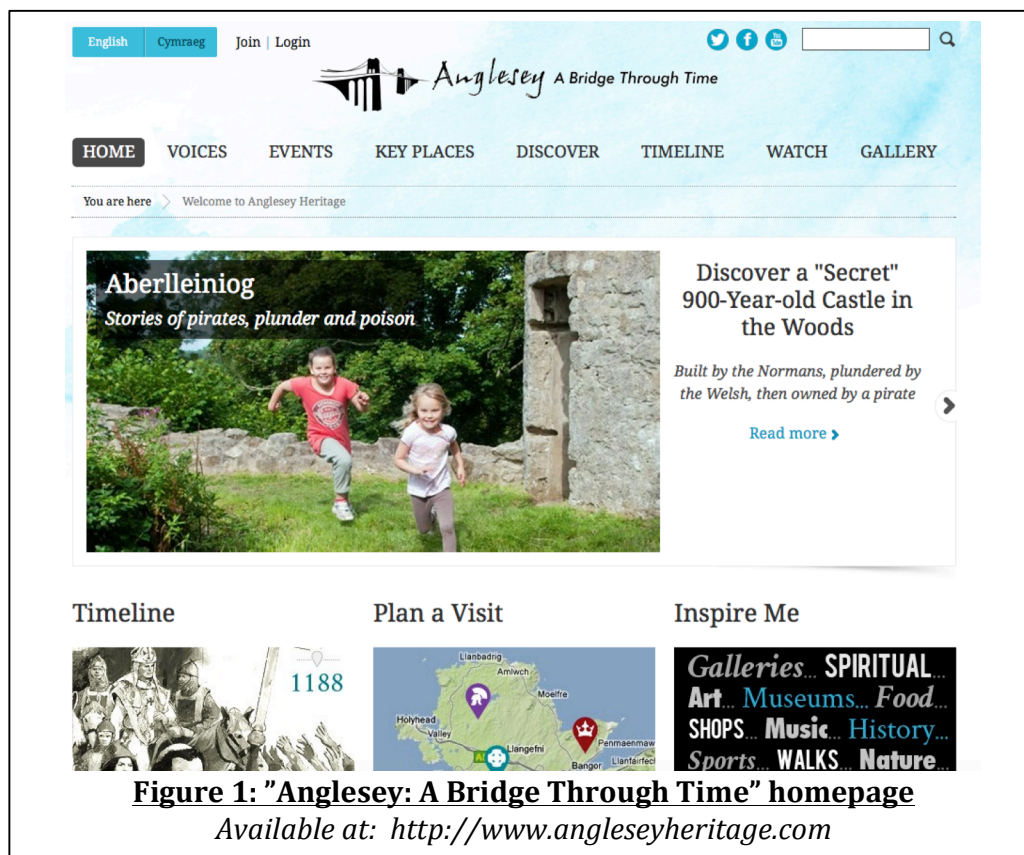 English Cymraeg Join | Login
Anglesey A Bridge Through Time
HOME VOICES EVENTS KEY PLACES DISCOVER TIMELINE WATCH GALLERY
You are here Welcome to Anglesey Heritage
Aberlleiniog
Stories of pirates, plunder and poison
Discover a "Secret"
900-Year-old Castle in
the Woods
Built by the Normans, plundered by
the Welsh, then owned by a pirate
Read more
Timeline
1188
Plan a Visit
Llanbadrig
Amlwch
Moelfre
Holyhead
Valley
Llangefni
Penmaenmaw
Bangor Llanfairfech
Inspire Me
Galleries... SPIRITUAL...
Art... Museums... Food...
SHOPS... Music... History...
Sports... WALKS... Nature...
Figure 1: ”Anglesey: A Bridge Through Time” homepage
Available at: http://www.angleseyheritage.com